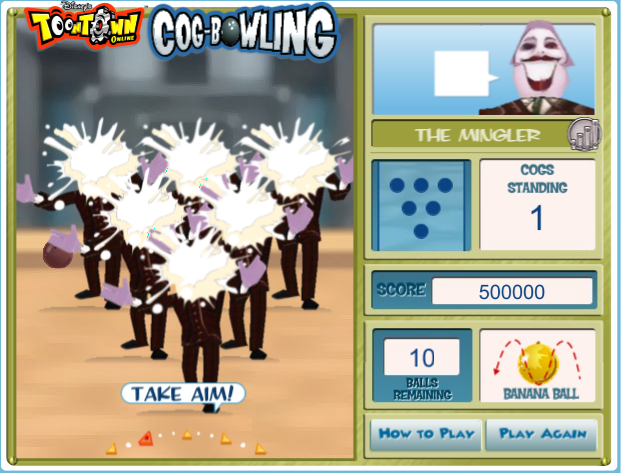 Disney's
TOONTOWN
ONLINE
COG-BOWLING
THE MINGLER
COGS
STANDING
1
SCORE
500000
10
BALLS
REMAINING
BANANA BALL
TAKE AIM!
HOW TO PLAY
PLAY AGAIN